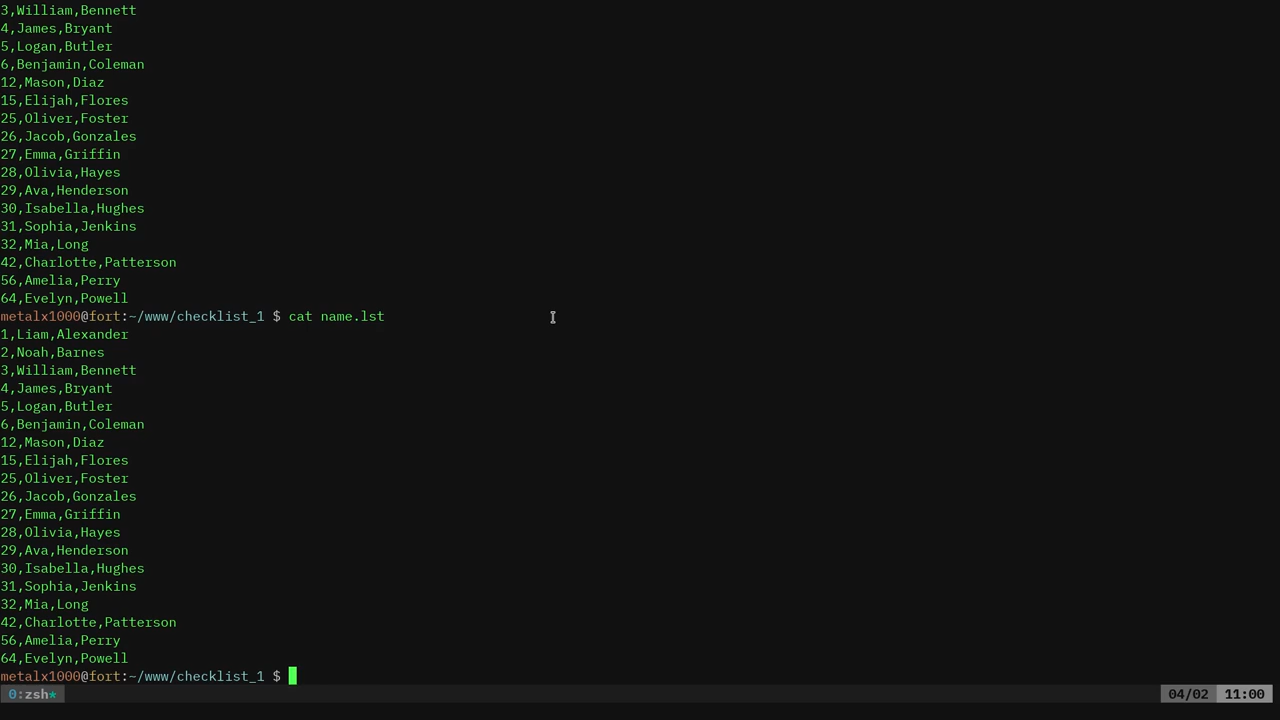 3,William,Bennett
4,James,Bryant
5,Logan,Butler
6,Benjamin,Coleman
12,Mason,Diaz
15,Elijah,Flores
25,Oliver,Foster
26,Jacob,Gonzales
27,Emma,Griffin
28,Olivia,Hayes
29,Ava,Henderson
30,Isabella,Hughes
31,Sophia,Jenkins
32,Mia,Long
42,Charlotte,Patterson
56,Amelia,Perry
64,Evelyn,Powell
metalx1000@fort:~/www/checklist_1 $ cat name.lst
1,Liam,Alexander
2,Noah,Barnes
3,William,Bennett
4,James,Bryant
5,Logan,Butler
6,Benjamin,Coleman
12,Mason,Diaz
15,Elijah,Flores
25,Oliver,Foster
26,Jacob,Gonzales
27,Emma,Griffin
28,Olivia,Hayes
29,Ava,Henderson
30,Isabella,Hughes
31,Sophia,Jenkins
32,Mia,Long
42,Charlotte,Patterson
56,Amelia,Perry
64,Evelyn,Powell
metalx1000@fort:~/www/checklist_1 $
0:zsh* 04/02 11:00